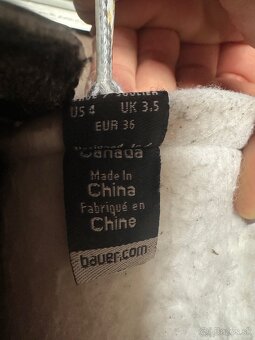 US 4 UK 3.5
EUR 36
Canada
Made in
China
Fabriqué en
Chine
bauer.com